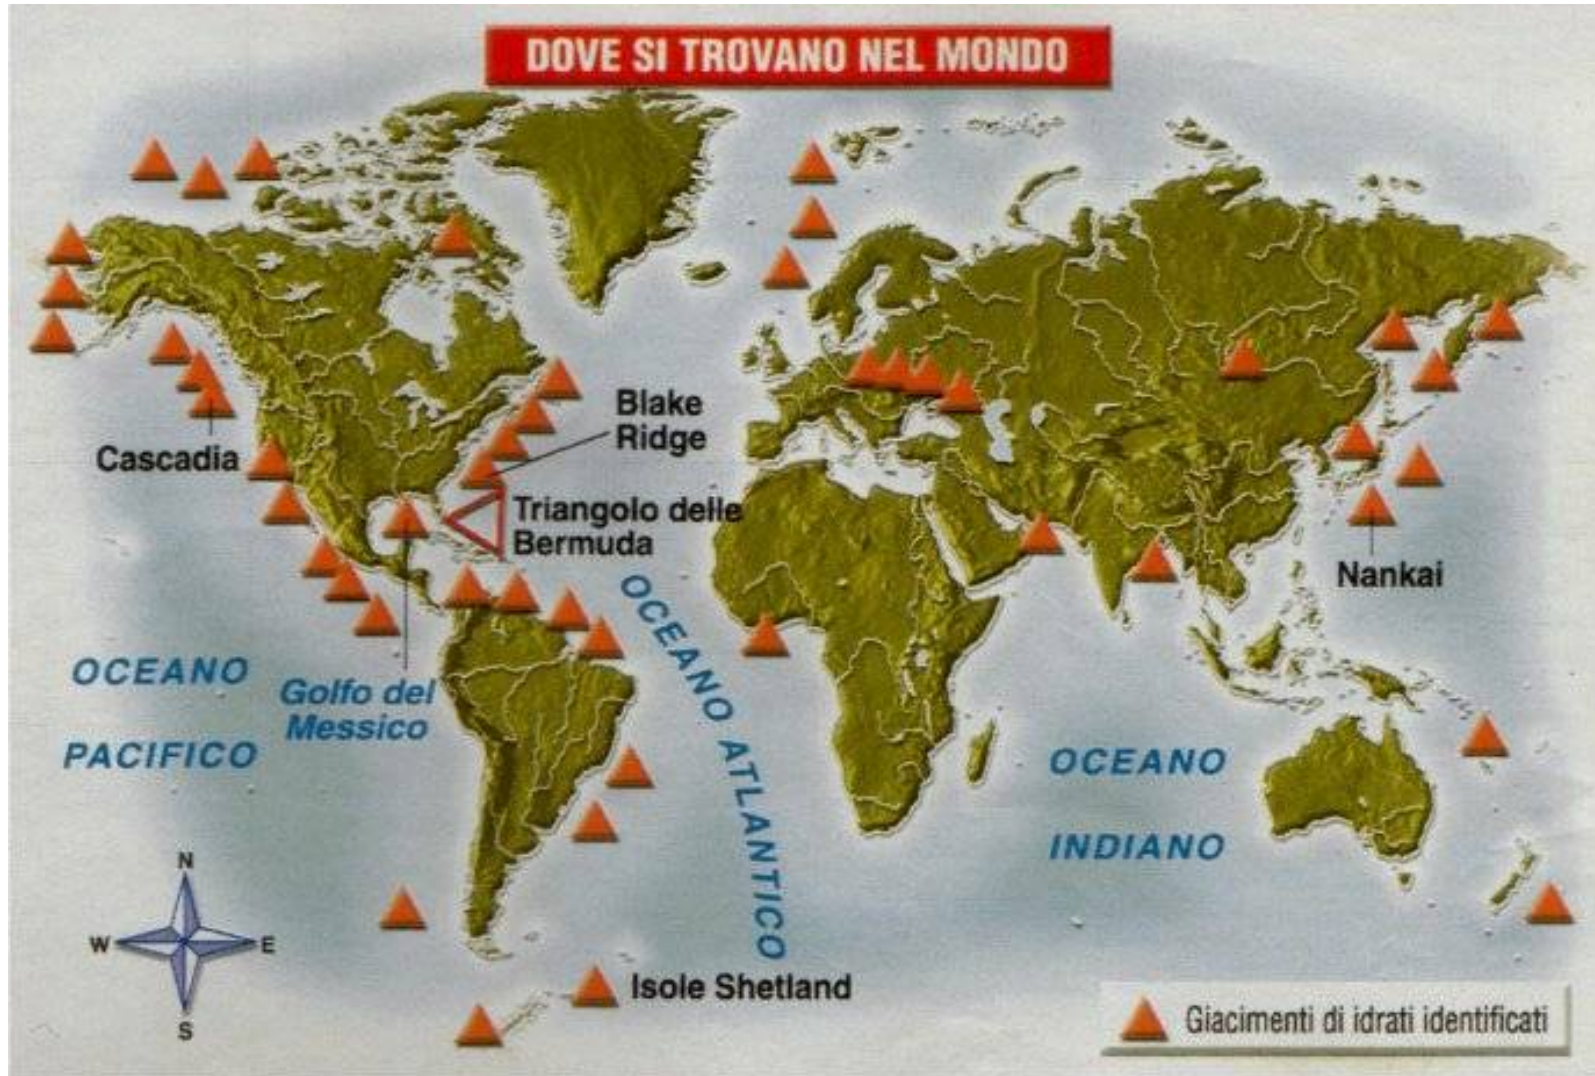 DOVE SI TROVANO NEL MONDO
Blake
Ridge
Cascadia
Triangolo delle
Bermuda
Nankai
OCEANO
PACIFICO
Golfo del
Messico
OCEANO ATLANTICO
OCEANO
INDIANO
N
W
E
S
Isole Shetland
Giacimenti di idrati identificati